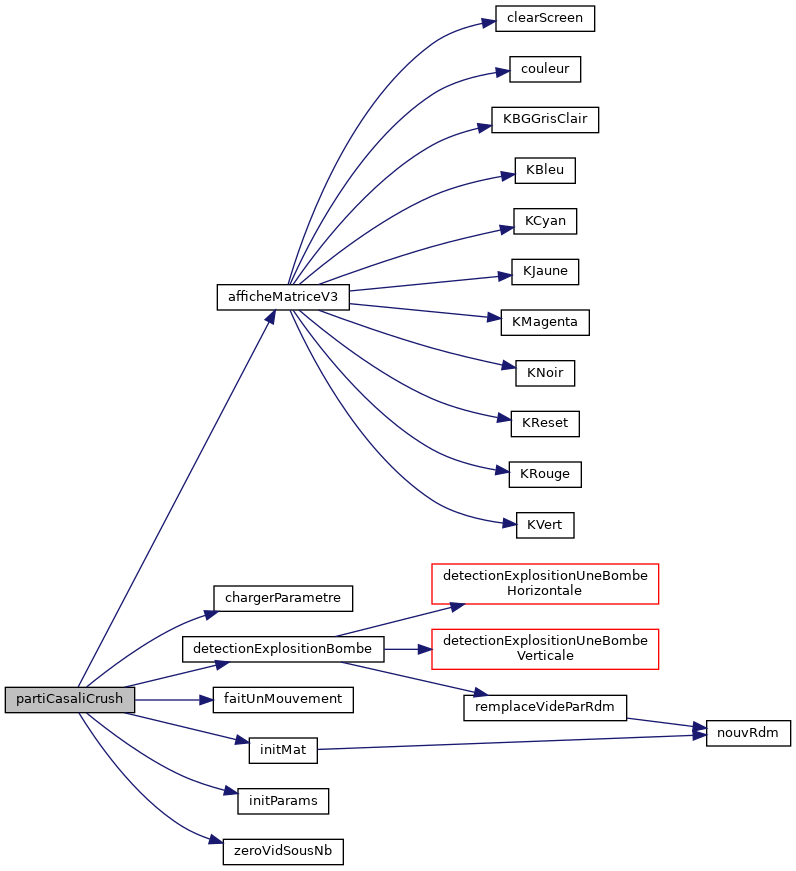 clearScreen
couleur
KBGGrisClair
KBleu
KCyan
KJaune
afficheMatriceV3
KMagenta
KNoir
KReset
KRouge
KVert
detectionExplositionUneBombe
Horizontale
chargerParametre
detectionExplositionBombe
detectionExplositionUneBombe
Verticale
partiCasaliCrush
faitUnMouvement
remplaceVideParRdm
nouvRdm
initMat
initParams
zeroVidSousNb